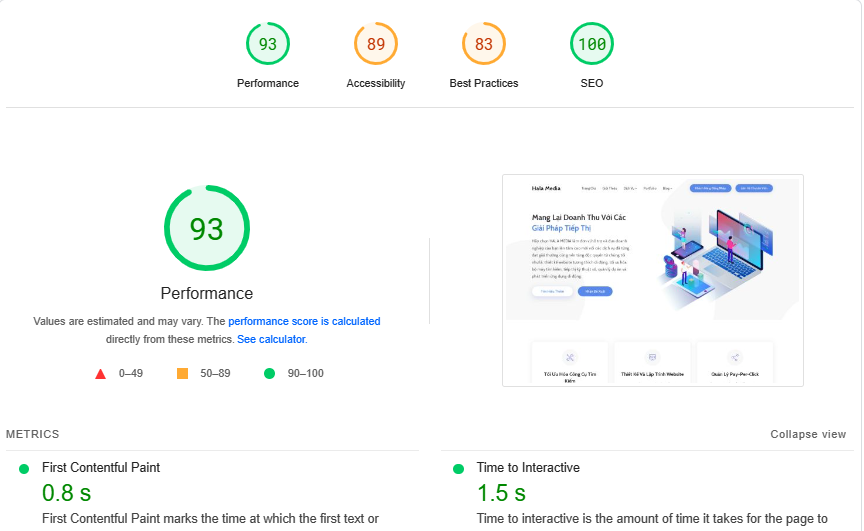 93 89 83 100
Performance Accessibility Best Practices SEO
Hala Media
Mang Lại Doanh Thu Với Các
Giải Pháp Tiếp Thị
Tối Ưu Hóa Công Cụ Tìm
Kiếm
Thiết Kế Và Lập Trình Website
Quản Lý Pay-Per-Click
93
Performance
Values are estimated and may vary. The performance score is calculated
directly from these metrics. See calculator.
0–49 50–89 90–100
METRICS Collapse view
First Contentful Paint
0.8 s
First Contentful Paint marks the time at which the first text or
Time to Interactive
1.5 s
Time to interactive is the amount of time it takes for the page to